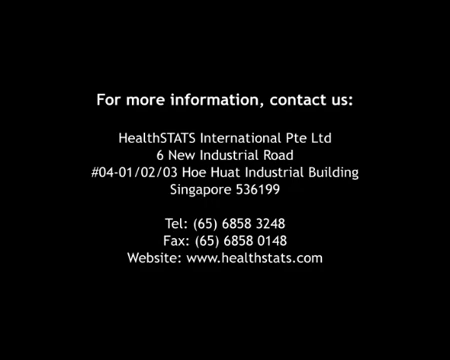 For more information, contact us:
HealthSTATS International Pte Ltd
6 New Industrial Road
#04-01/02/03 Hoe Huat Industrial Building
Singapore 536199
Tel: (65) 6858 3248
Fax: (65) 6858 0148
Website: www.healthstats.com